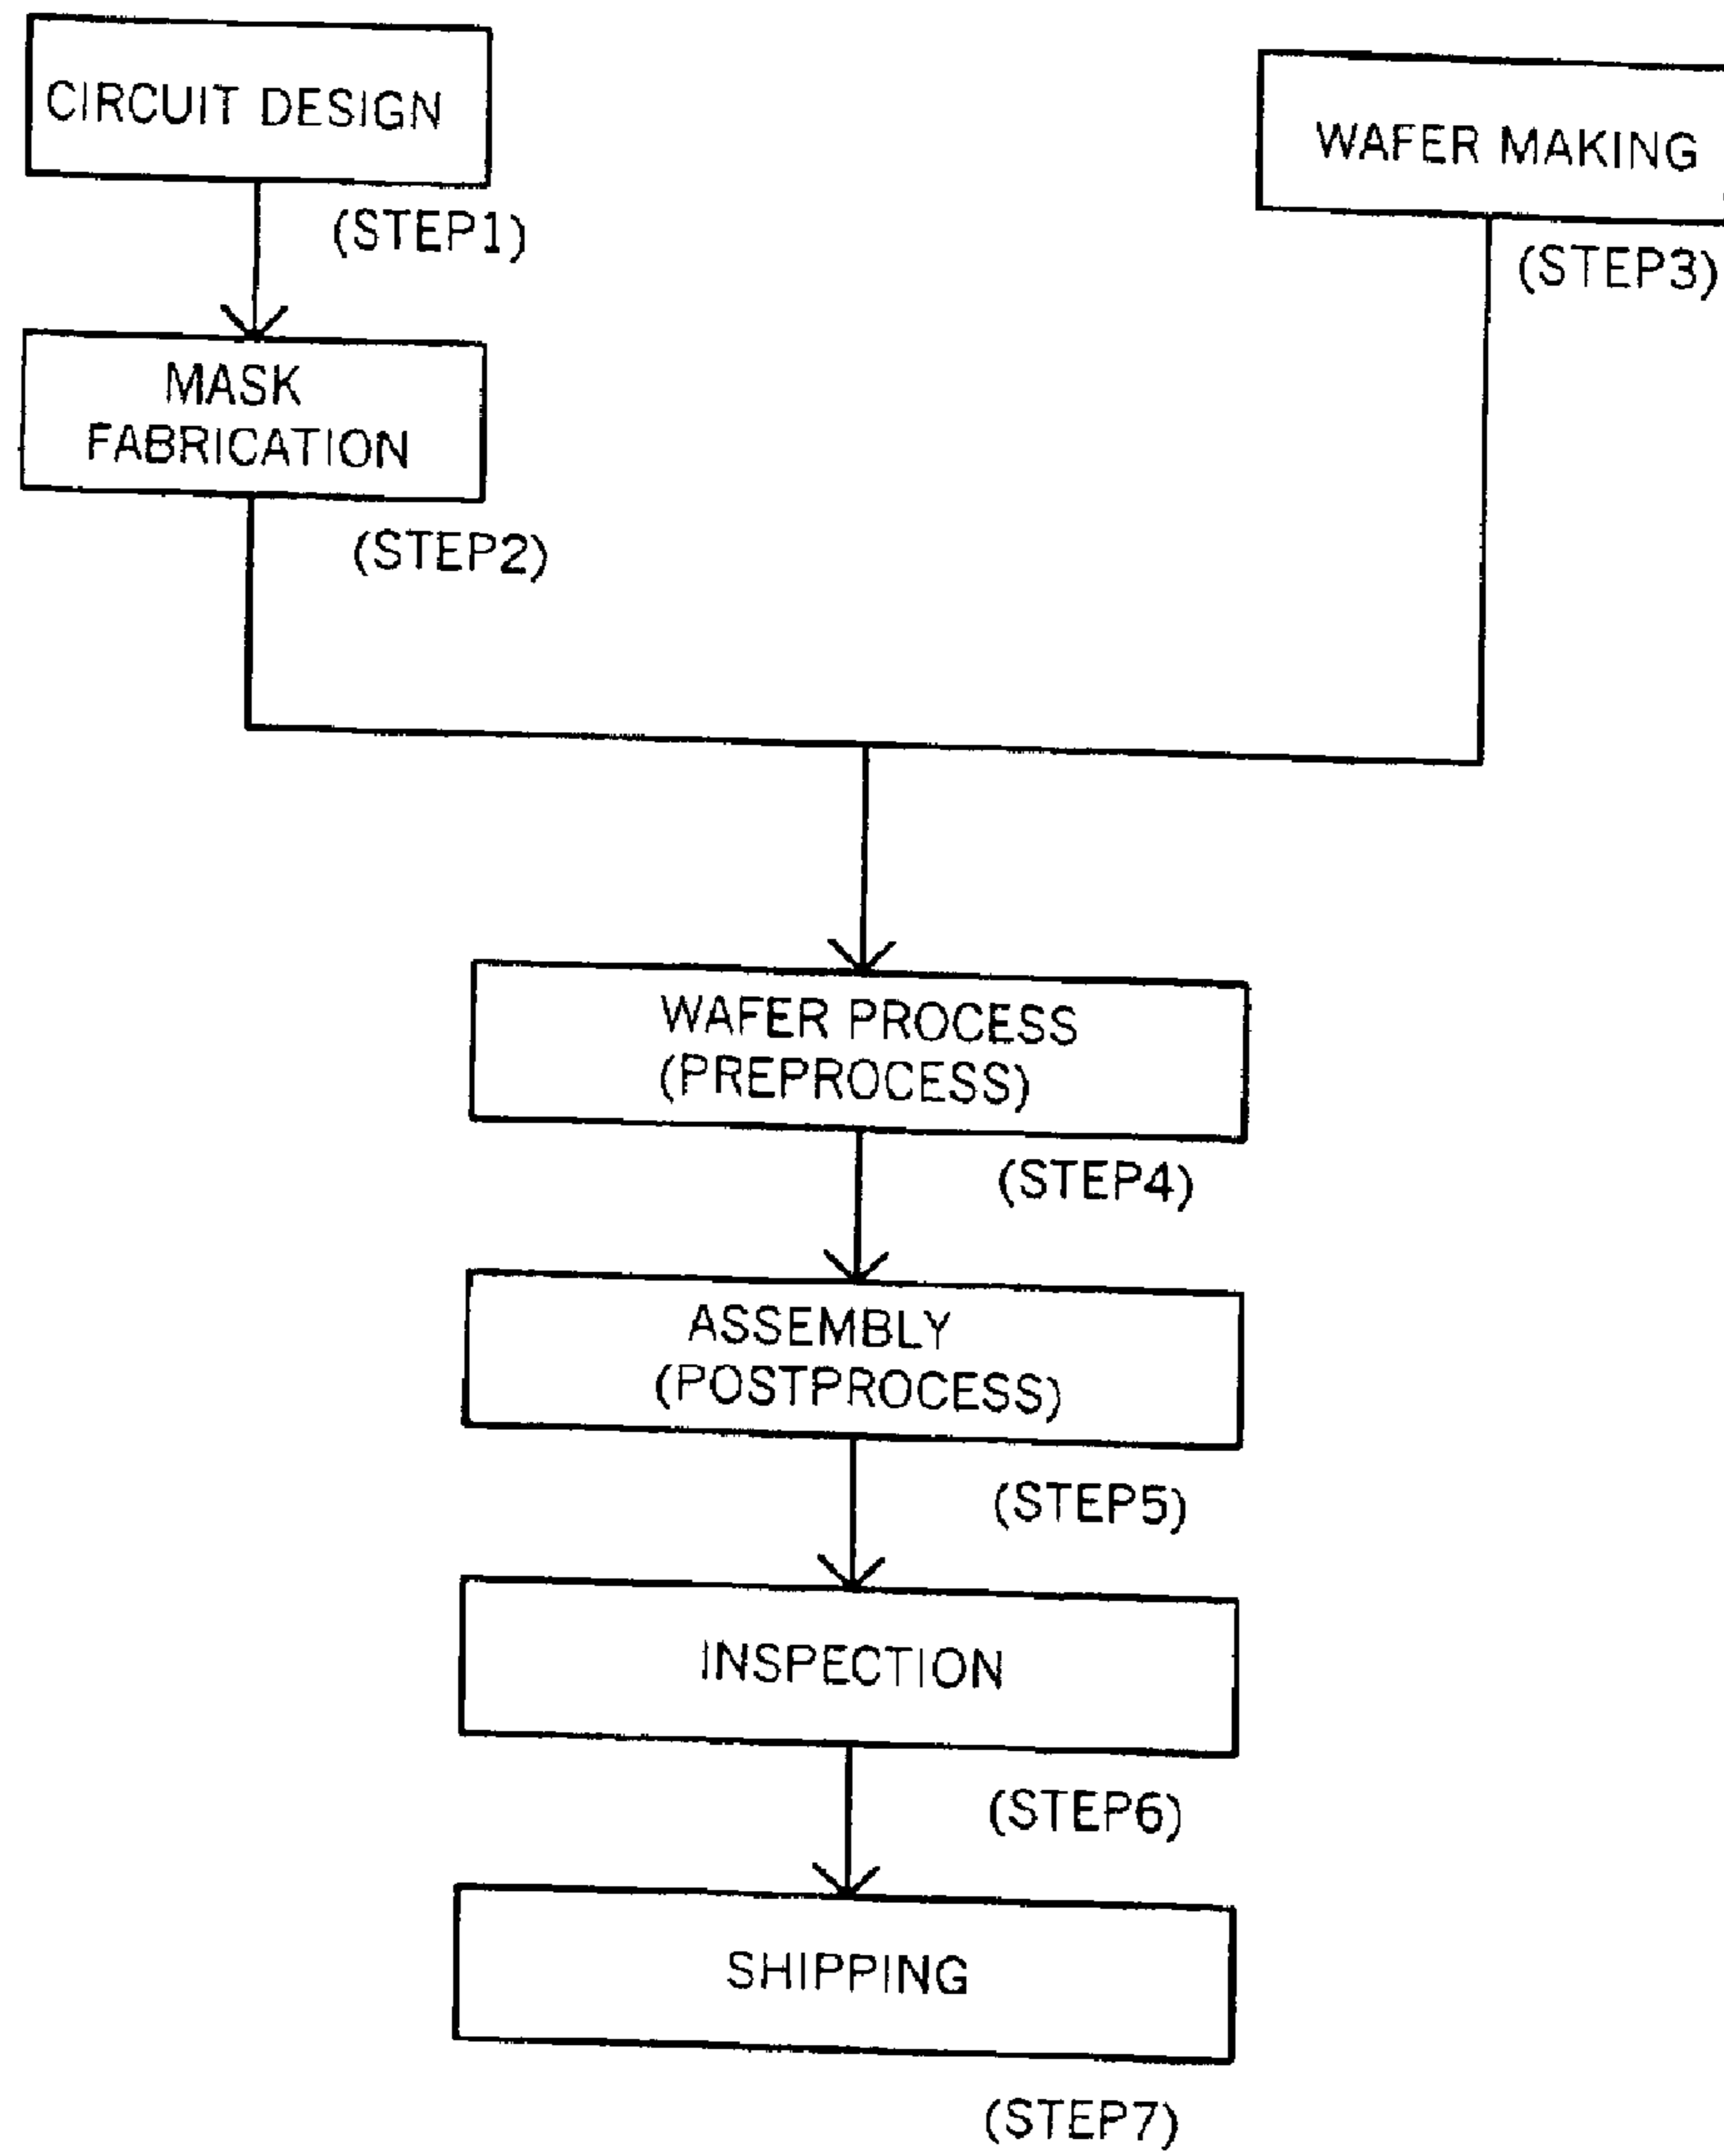 CIRCUIT DESIGN
(STEP1)
MASK
FABRICATION
(STEP2)
WAFER MAKING
(STEP3)
WAFER PROCESS
(PREPROCESS)
(STEP4)
ASSEMBLY
(POSTPROCESS)
(STEP5)
INSPECTION
(STEP6)
SHIPPING
(STEP7)